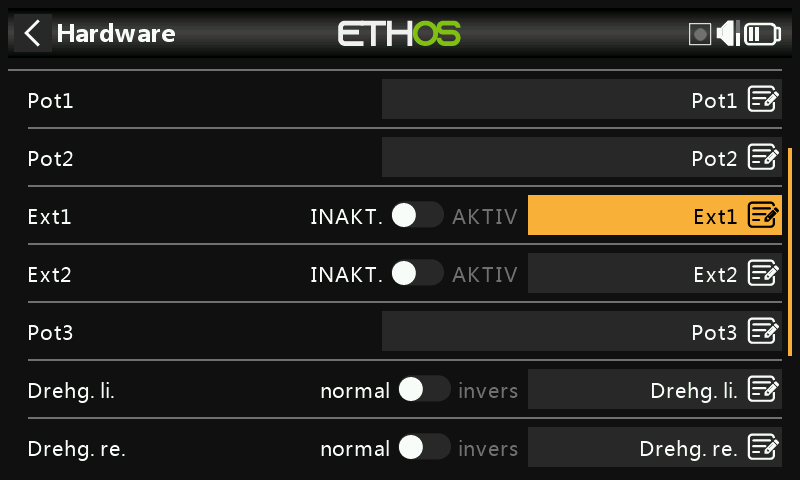 Hardware ETHOS
Pot1 Pot1
Pot2 Pot2
Ext1 INAKT. AKTIV Ext1
Ext2 INAKT. AKTIV Ext2
Pot3 Pot3
Drehg. li. normal invers Drehg. li.
Drehg. re. normal invers Drehg. re.